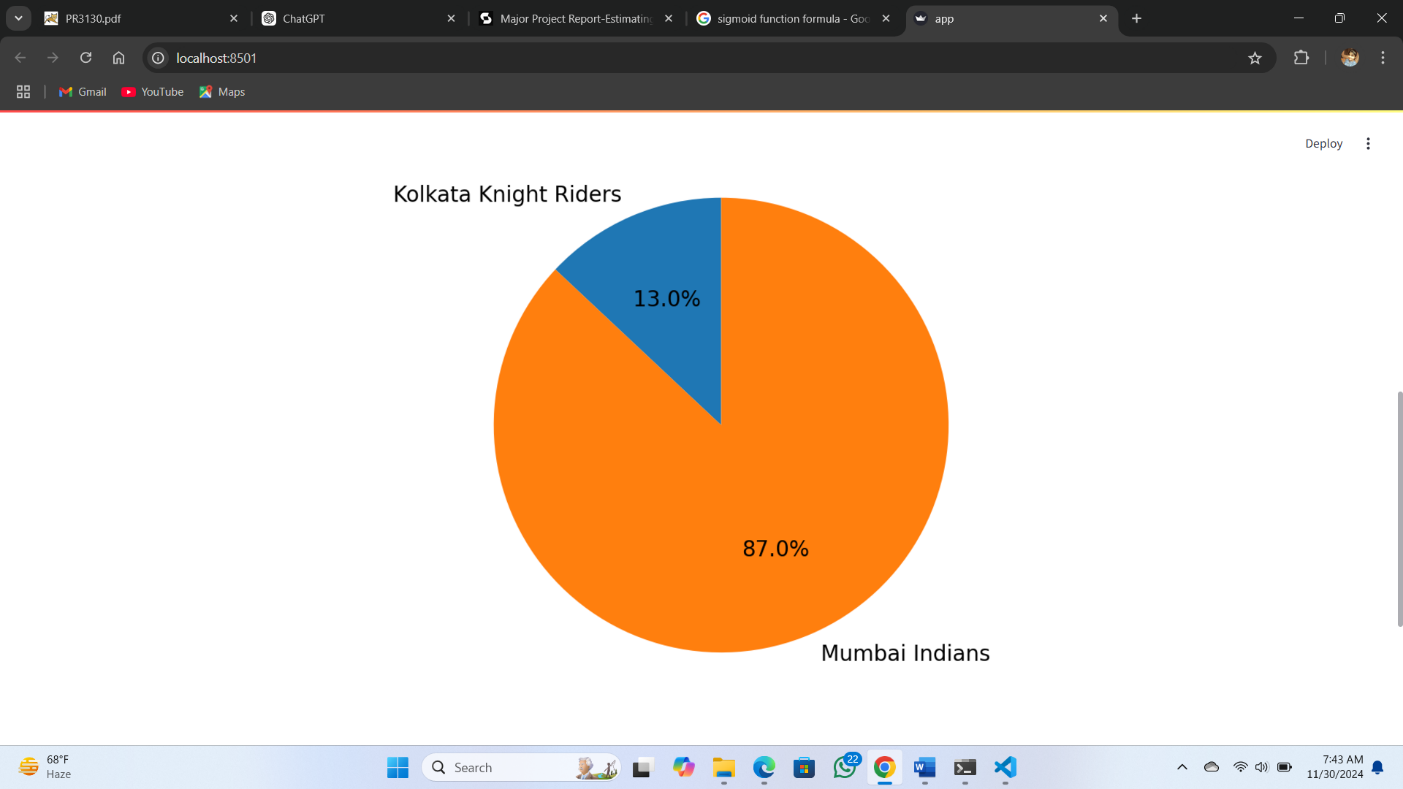 PR3130.pdf
ChatGPT
Major Project Report-Estimating
sigmoid function formula - Goo
app
localhost:8501
Gmail
YouTube
Maps
Deploy
Kolkata Knight Riders
13.0%
87.0%
Mumbai Indians
68°F
Haze
Search
22
7:43 AM
11/30/2024